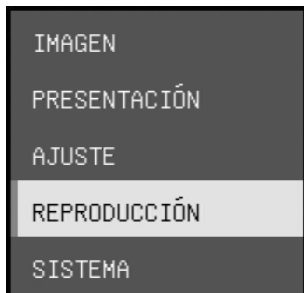 IMAGEN
PRESENTACIÓN
AJUSTE
REPRODUCCIÓN
SISTEMA